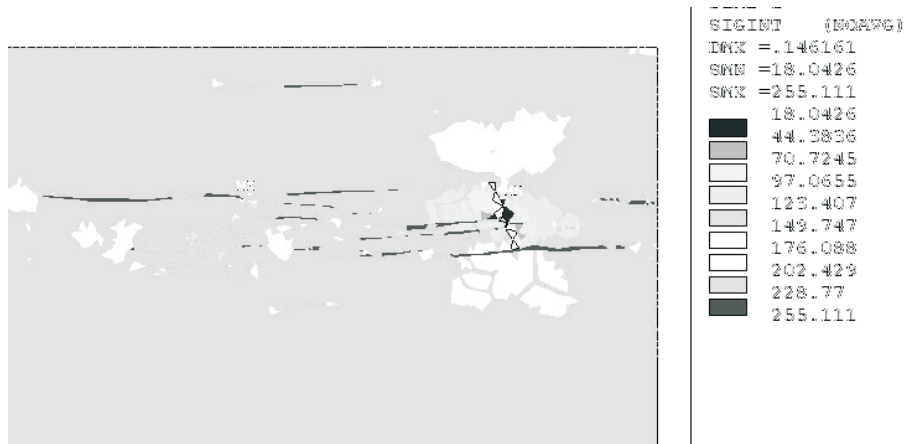 SIGINT (NOAVG)
DMX =.146161
SMN =18.0426
SMX =255.111
18.0426
44.3836
70.7245
97.0655
123.407
149.747
176.088
202.429
228.77
255.111